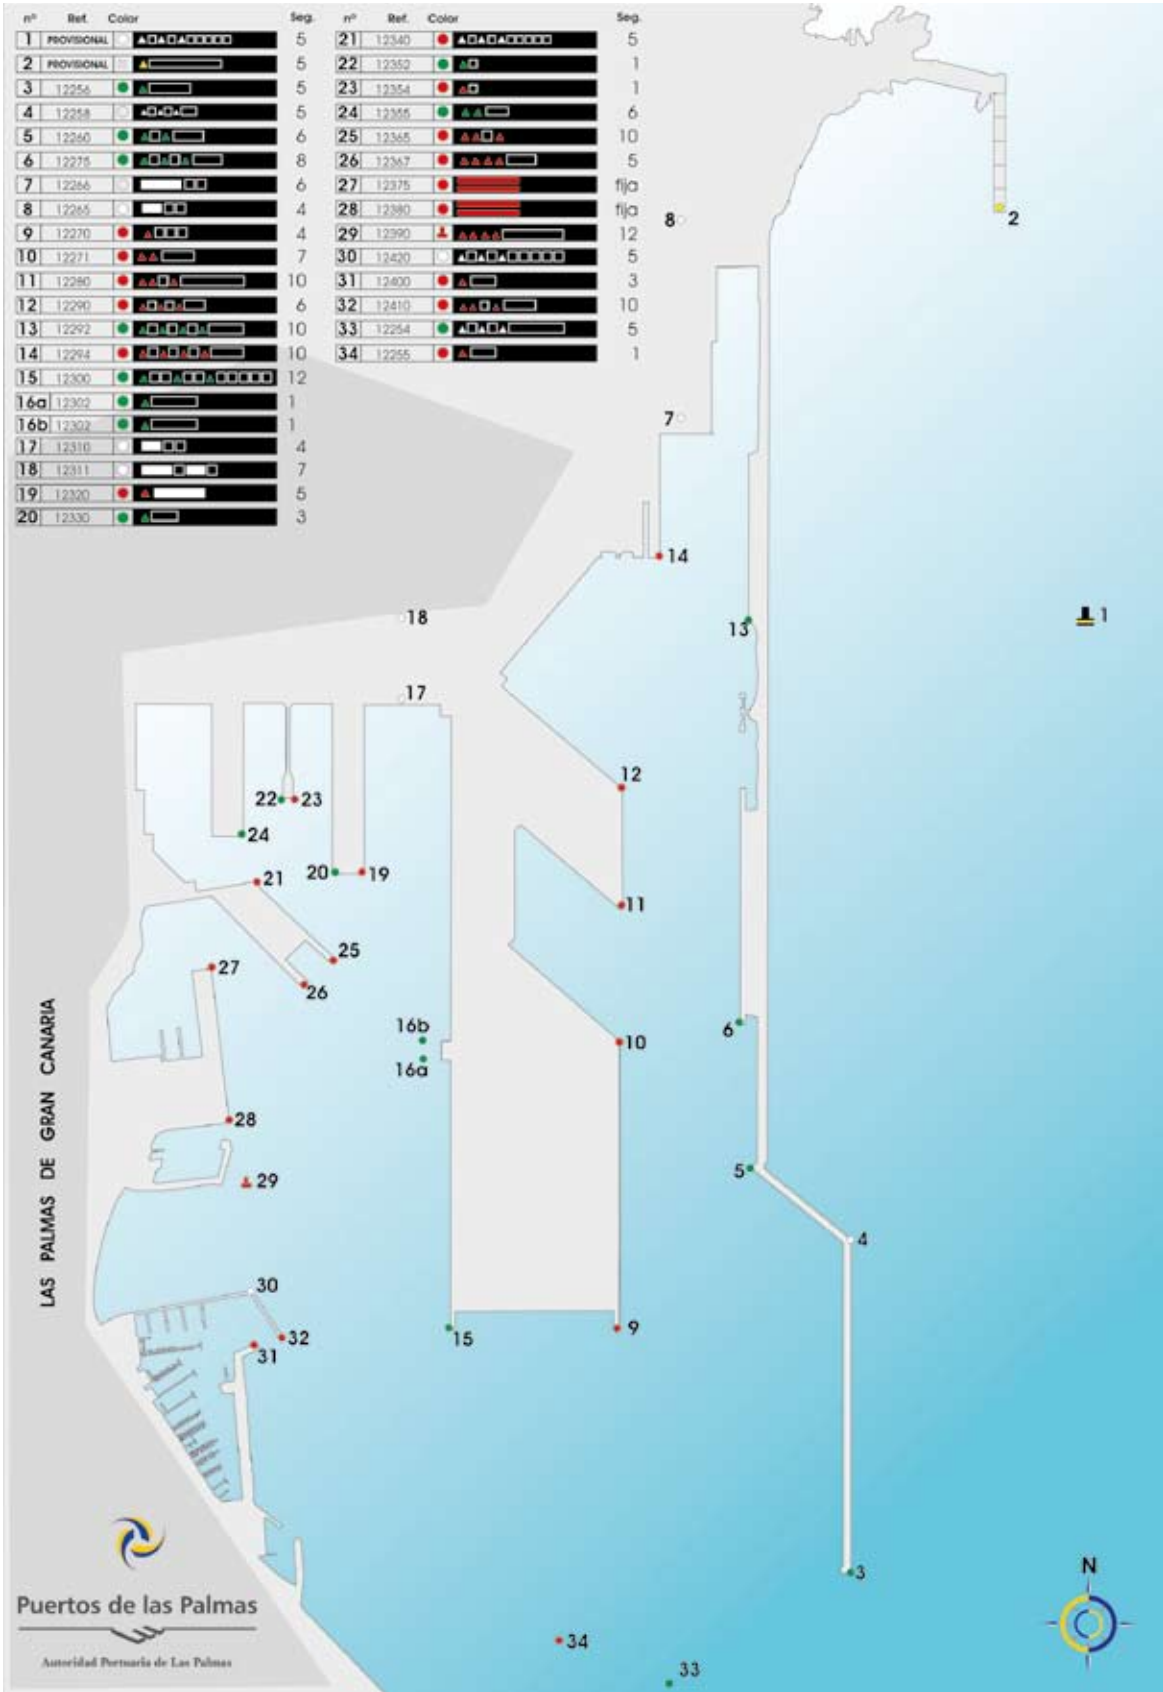 nº Ref. Color Seg.
1 PROVISIONAL 5
2 PROVISIONAL 5
3 12256 5
4 12258 5
5 12260 6
6 12275 8
7 12266 6
8 12265 4
9 12270 4
10 12271 7
11 12280 10
12 12290 6
13 12292 10
14 12294 10
15 12300 12
16a 12302 1
16b 12302 1
17 12310 4
18 12311 7
19 12320 5
20 12330 3
nº Ref. Color Seg.
21 12340 5
22 12352 1
23 12354 1
24 12355 6
25 12365 10
26 12367 5
27 12375 fija
28 12380 fija
29 12390 12
30 12420 5
31 12400 3
32 12410 10
33 12254 5
34 12255 1
8
2
7
14
18
13
1
17
12
22 23
24
21
20 19
11
25
27
26
16b
6
10
16a
28
5
29
4
30
32
15
9
31
3
34
33
LAS PALMAS DE GRAN CANARIA
N
Puertos de las Palmas
Autoridad Portuaria de Las Palmas